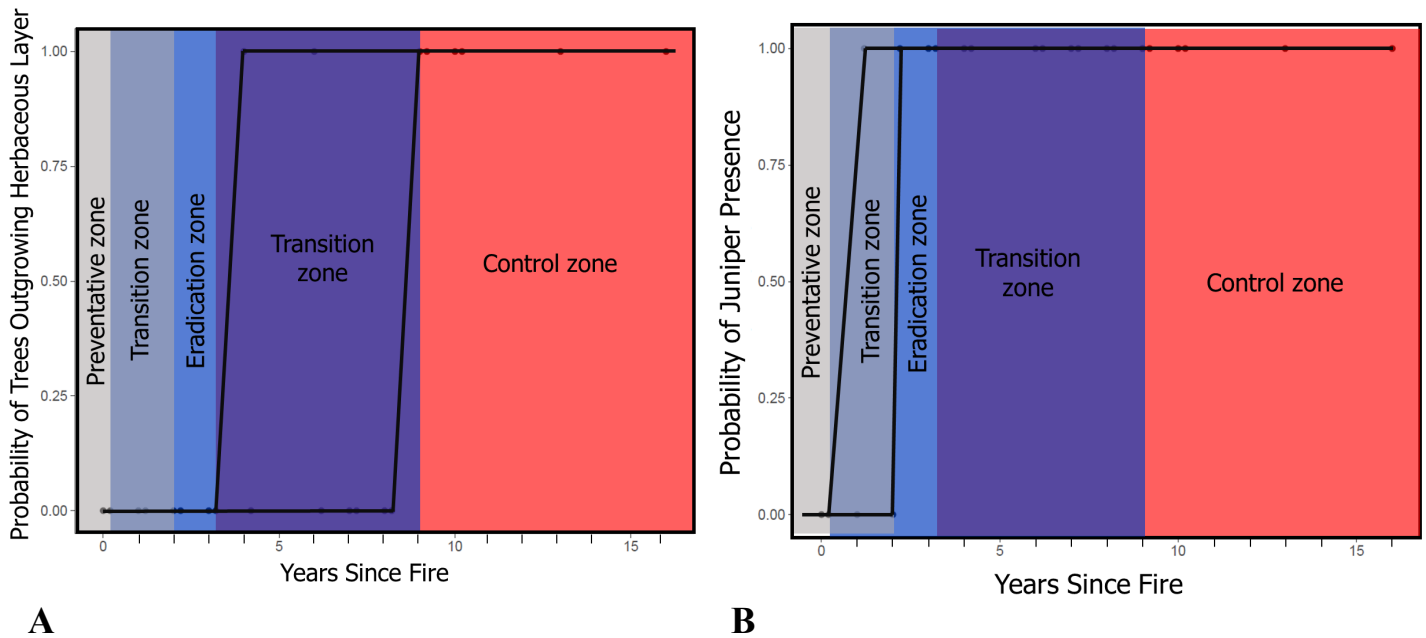 Probability of Trees Outgrowing Herbaceous Layer
1.00
0.75
0.50
0.25
0.00
Preventative zone
Transition zone
Eradication zone
Transition
zone
Control zone
0
5
10
15
Years Since Fire
A
Probability of Juniper Presence
1.00
0.75
0.50
0.25
0.00
Preventative zone
Transition zone
Eradication zone
Transition
zone
Control zone
0
5
10
15
Years Since Fire
B